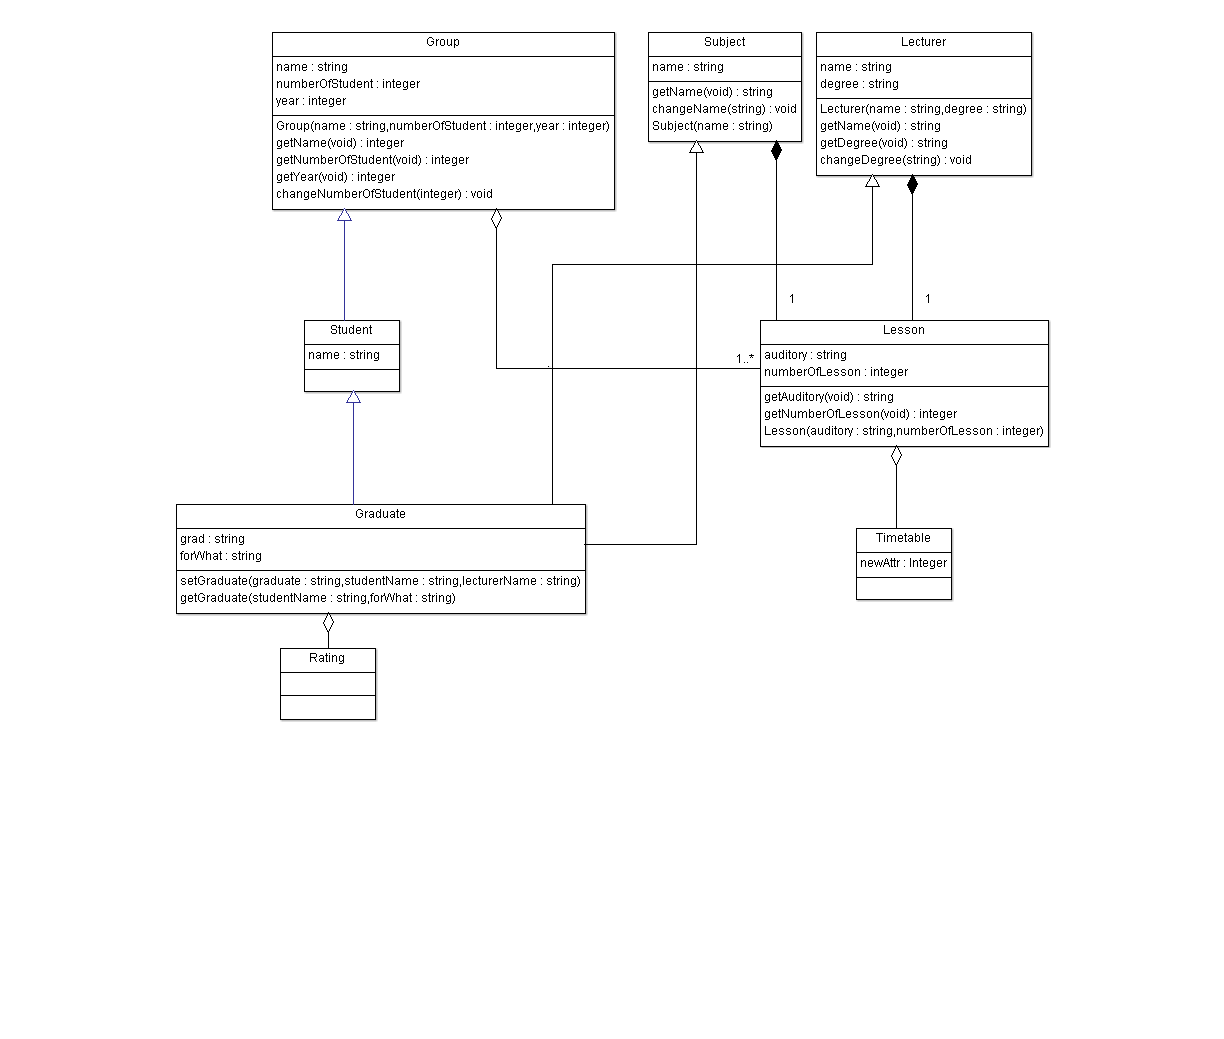 Group
name : string
numberOfStudent : integer
year : integer
Group(name : string,numberOfStudent : integer,year : integer)
getName(void) : integer
getNumberOfStudent(void) : integer
getYear(void) : integer
changeNumberOfStudent(integer) : void
Subject
name : string
getName(void) : string
changeName(string) : void
Subject(name : string)
Lecturer
name : string
degree : string
Lecturer(name : string,degree : string)
getName(void) : string
getDegree(void) : string
changeDegree(string) : void
1
1
Student
name : string
1..*
Lesson
auditory : string
numberOfLesson : integer
getAuditory(void) : string
getNumberOfLesson(void) : integer
Lesson(auditory : string,numberOfLesson : integer)
Graduate
grad : string
forWhat : string
setGraduate(graduate : string,studentName : string,lecturerName : string)
getGraduate(studentName : string,forWhat : string)
Timetable
newAttr : Integer
Rating